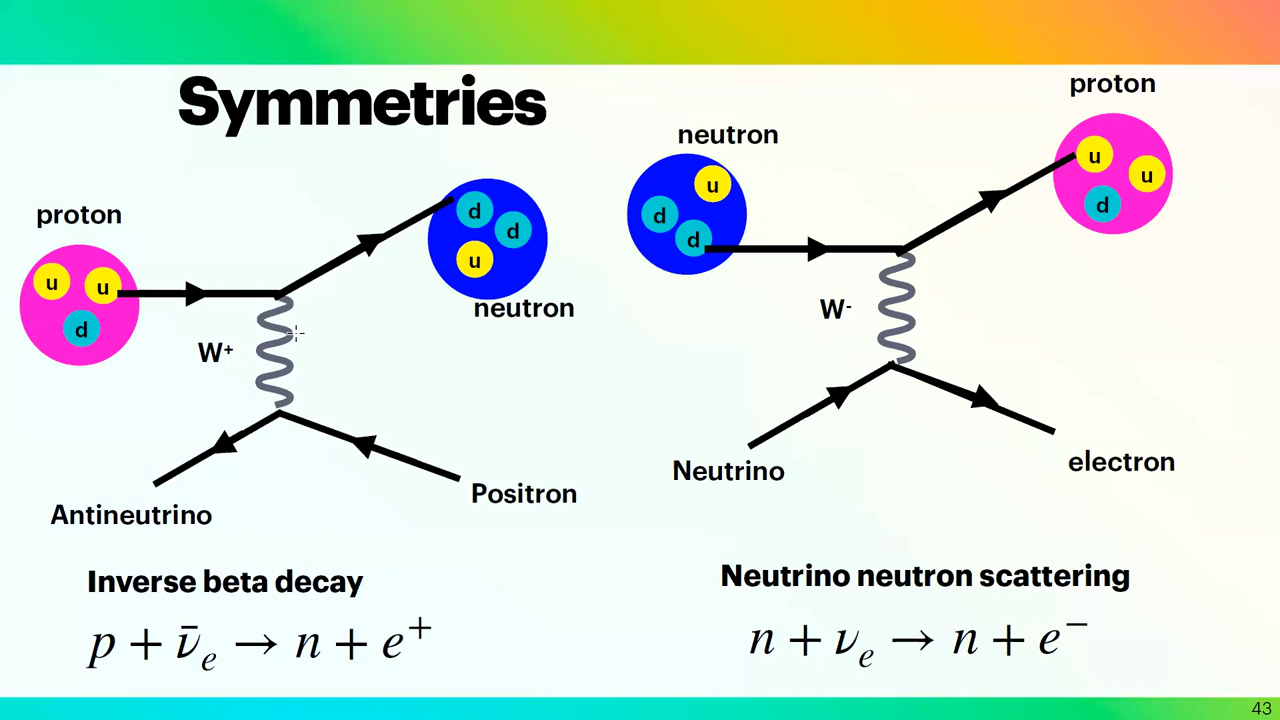 Symmetries
proton
u
u
d
d
d
u
neutron
W⁺
Antineutrino
Positron
Inverse beta decay
p + ν̄ₑ → n + e⁺
neutron
u
d
d
proton
u
u
d
W⁻
Neutrino
electron
Neutrino neutron scattering
n + νₑ → n + e⁻
43